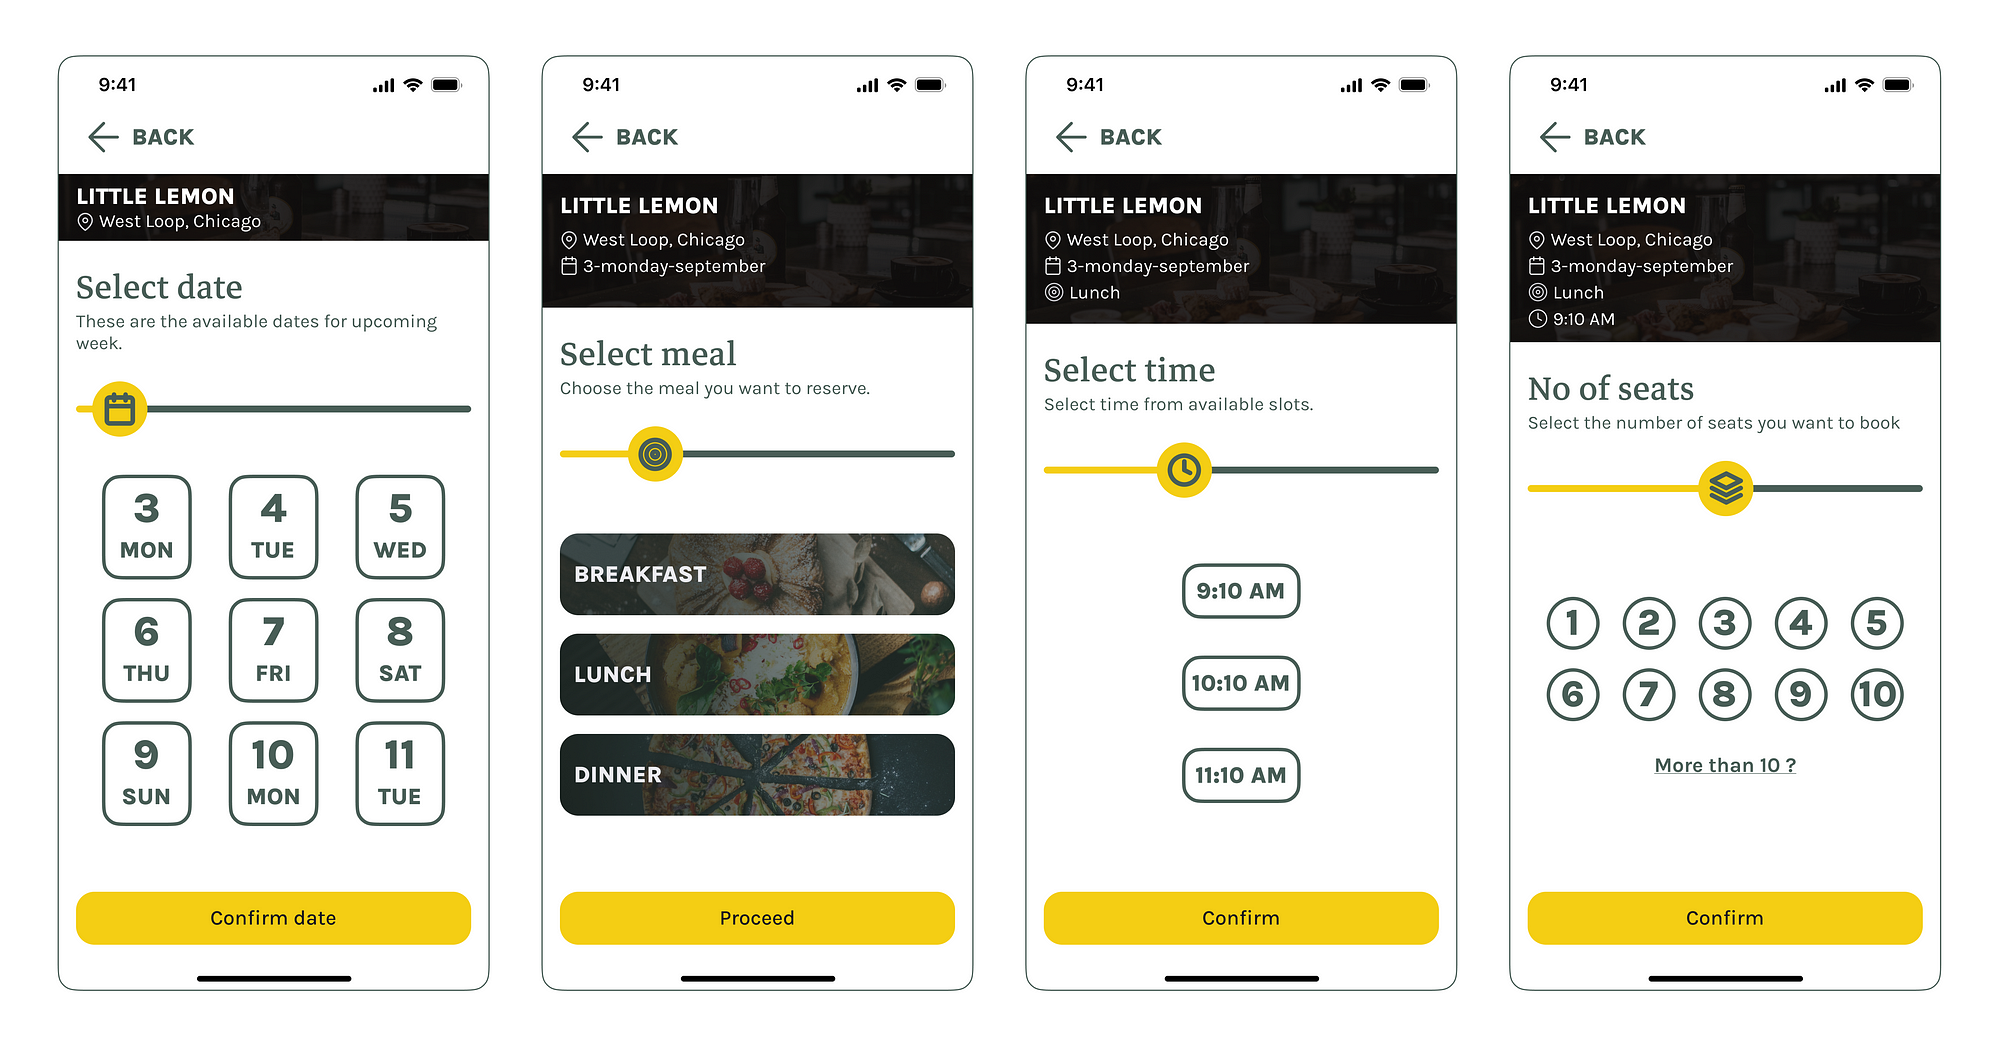 9:41
BACK
LITTLE LEMON
West Loop, Chicago
Select date
These are the available dates for upcoming
week.
3 4 5
MON TUE WED
6 7 8
THU FRI SAT
9 10 11
SUN MON TUE
Confirm date
9:41
BACK
LITTLE LEMON
West Loop, Chicago
3-monday-september
Select meal
Choose the meal you want to reserve.
BREAKFAST
LUNCH
DINNER
Proceed
9:41
BACK
LITTLE LEMON
West Loop, Chicago
3-monday-september
Lunch
Select time
Select time from available slots.
9:10 AM
10:10 AM
11:10 AM
Confirm
9:41
BACK
LITTLE LEMON
West Loop, Chicago
3-monday-september
Lunch
9:10 AM
No of seats
Select the number of seats you want to book
1 2 3 4 5
6 7 8 9 10
More than 10 ?
Confirm